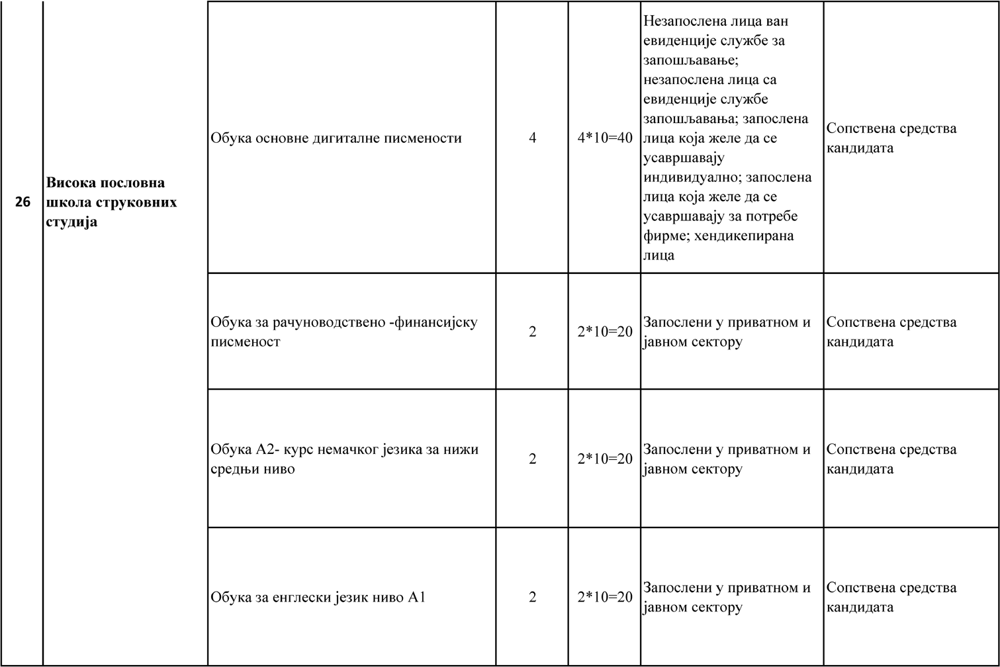 26
Висока пословна
школа струковних
студија
Обука основне дигиталне писмености
4
4*10=40
Незапослена лица ван
евиденције службе за
запошљавање;
незапослена лица са
евиденције службе
запошљавања; запослена
лица која желе да се
усавршавају
индивидуално; запослена
лица која желе да се
усавршавају за потребе
фирме; хендикепирана
лица
Сопствена средства
кандидата
Обука за рачуноводствено -финансијску
писменост
2
2*10=20
Запослени у приватном и
јавном сектору
Сопствена средства
кандидата
Обука А2- курс немачког језика за нижи
средњи ниво
2
2*10=20
Запослени у приватном и
јавном сектору
Сопствена средства
кандидата
Обука за енглески језик ниво А1
2
2*10=20
Запослени у приватном и
јавном сектору
Сопствена средства
кандидата